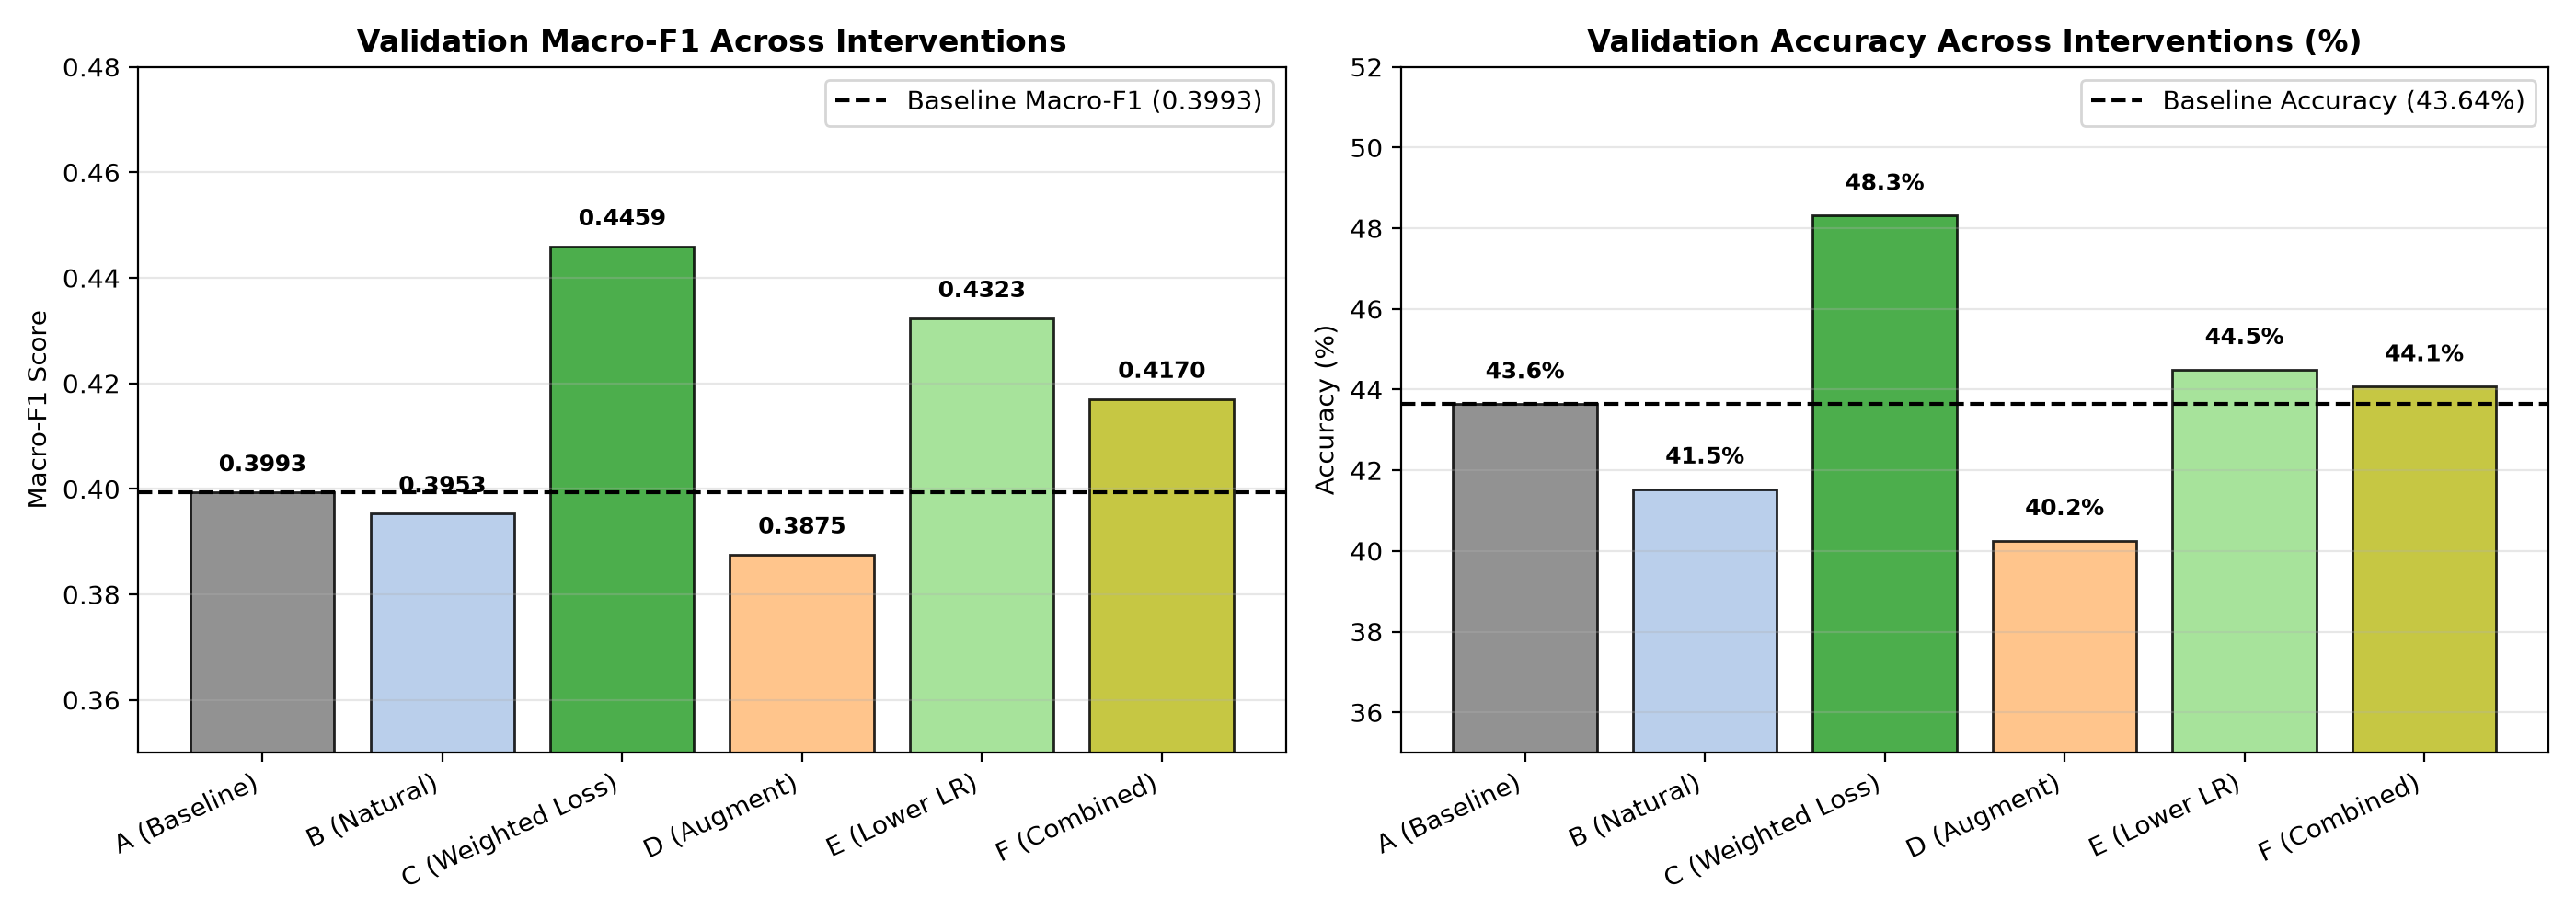 Validation Macro-F1 Across Interventions
Baseline Macro-F1 (0.3993)
Macro-F1 Score
0.48
0.46
0.44
0.42
0.40
0.38
0.36
0.3993
0.3953
0.4459
0.3875
0.4323
0.4170
A (Baseline)
B (Natural)
C (Weighted Loss)
D (Augment)
E (Lower LR)
F (Combined)
Validation Accuracy Across Interventions (%)
Baseline Accuracy (43.64%)
Accuracy (%)
52
50
48
46
44
42
40
38
36
43.6%
41.5%
48.3%
40.2%
44.5%
44.1%
A (Baseline)
B (Natural)
C (Weighted Loss)
D (Augment)
E (Lower LR)
F (Combined)